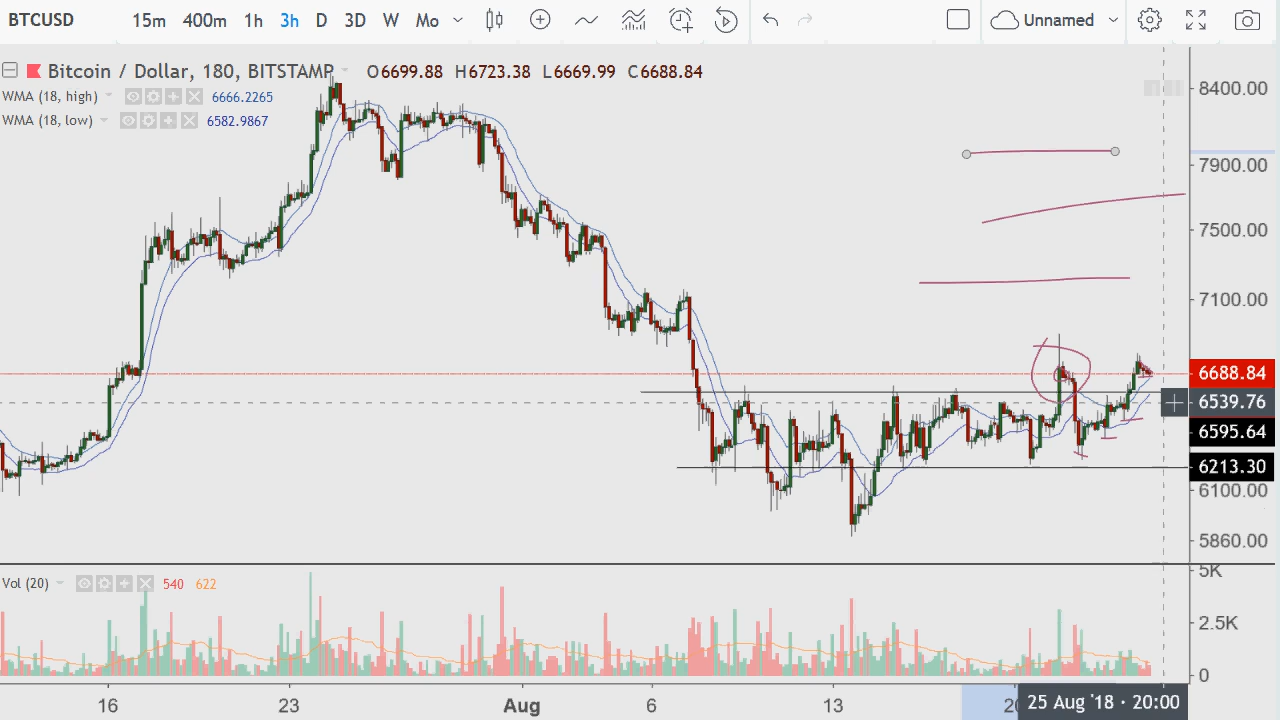 BTCUSD 15m 400m 1h 3h D 3D W Mo Unnamed
Bitcoin / Dollar, 180, BITSTAMP O6699.88 H6723.38 L6669.99 C6688.84
WMA (18, high) 6666.2265
WMA (18, low) 6582.9867
8400.00
7900.00
7500.00
7100.00
6688.84
6539.76
6595.64
6213.30
6100.00
5860.00
Vol (20) 540 622
5K
2.5K
0
16 23 Aug 6 13 25 Aug '18 · 20:00